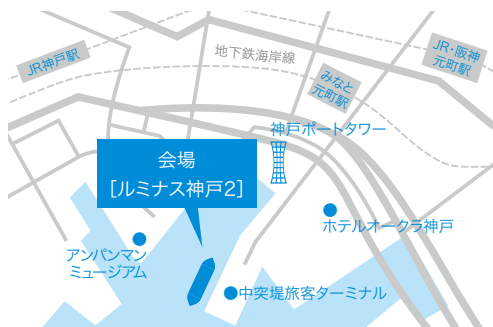 JR神戸駅
地下鉄海岸線
JR・阪神
元町駅
みなと
元町駅
神戸ポートタワー
会場
［ルミナス神戸2］
ホテルオークラ神戸
アンパンマン
ミュージアム
中突堤旅客ターミナル